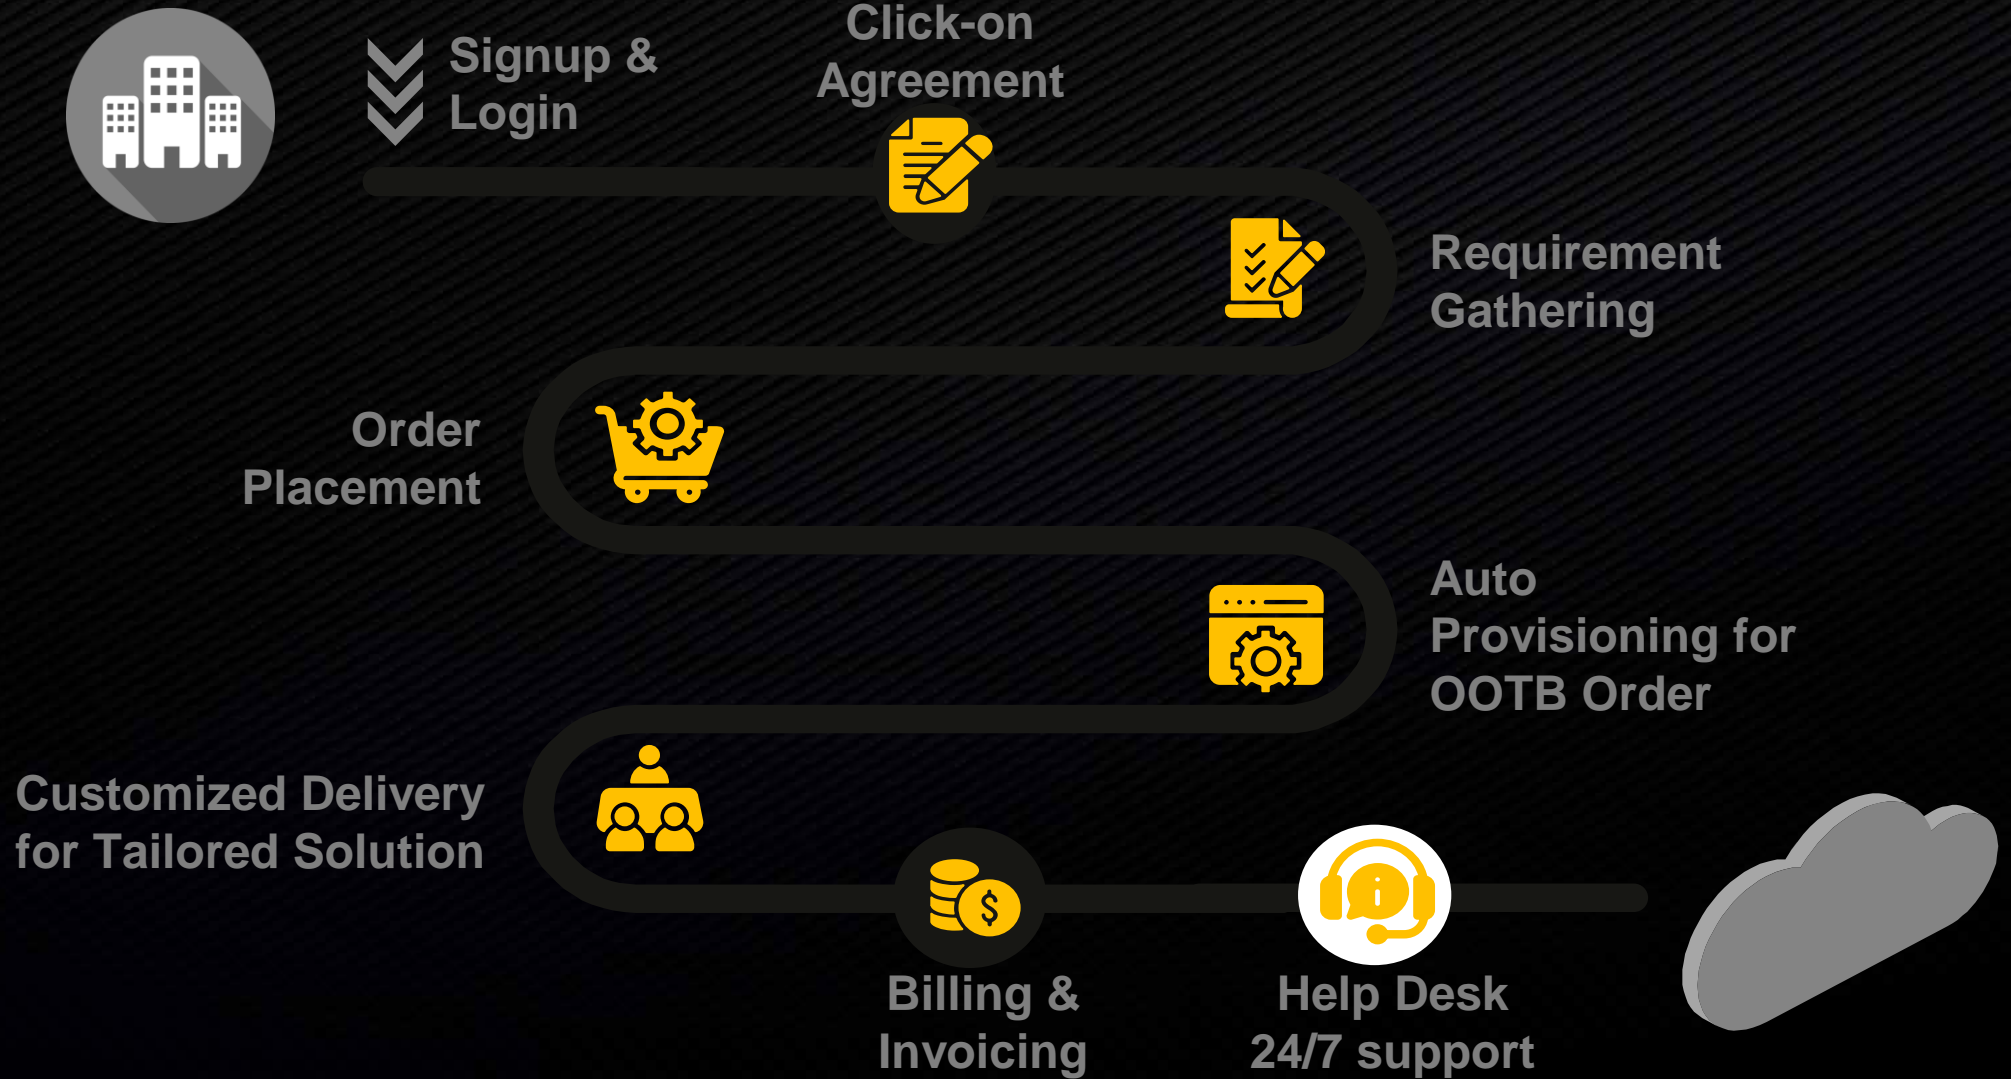 Signup &
Login
Click-on
Agreement
Requirement
Gathering
Order
Placement
Auto
Provisioning for
OOTB Order
Customized Delivery
for Tailored Solution
$
i
Billing &
Invoicing
Help Desk
24/7 support